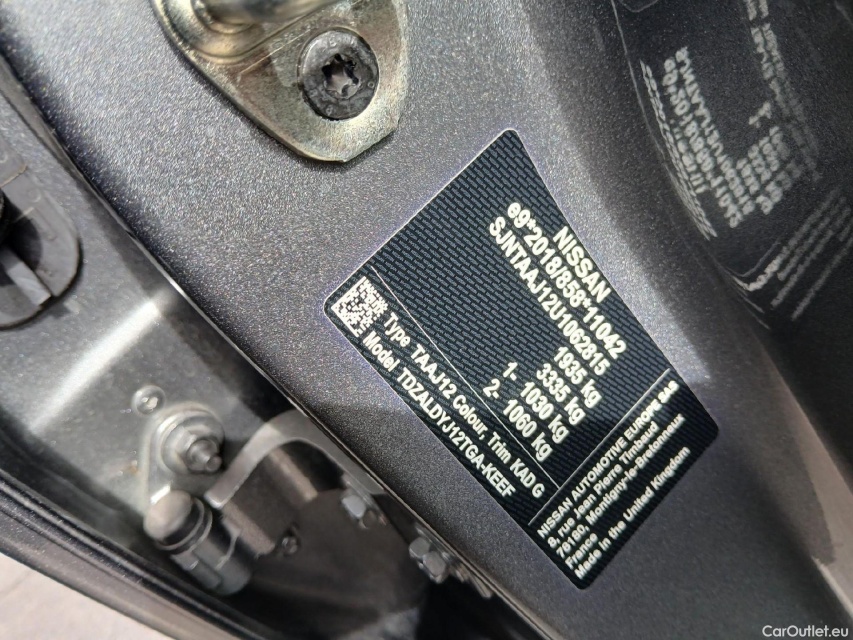 NISSAN
e9*2018/858*11042
SJNTAAJ12U1062815
1935 kg
3335 kg
1- 1030 kg
2- 1060 kg
Type TAAJ12 Colour, Trim KAD G
Model TDZALDYJ12TGA-KEEF
NISSAN AUTOMOTIVE EUROPE SAS
8, rue Jean Pierre Timbaud
78180, Montigny-le-Bretonneux
France
Made in the United Kingdom
CarOutlet.eu